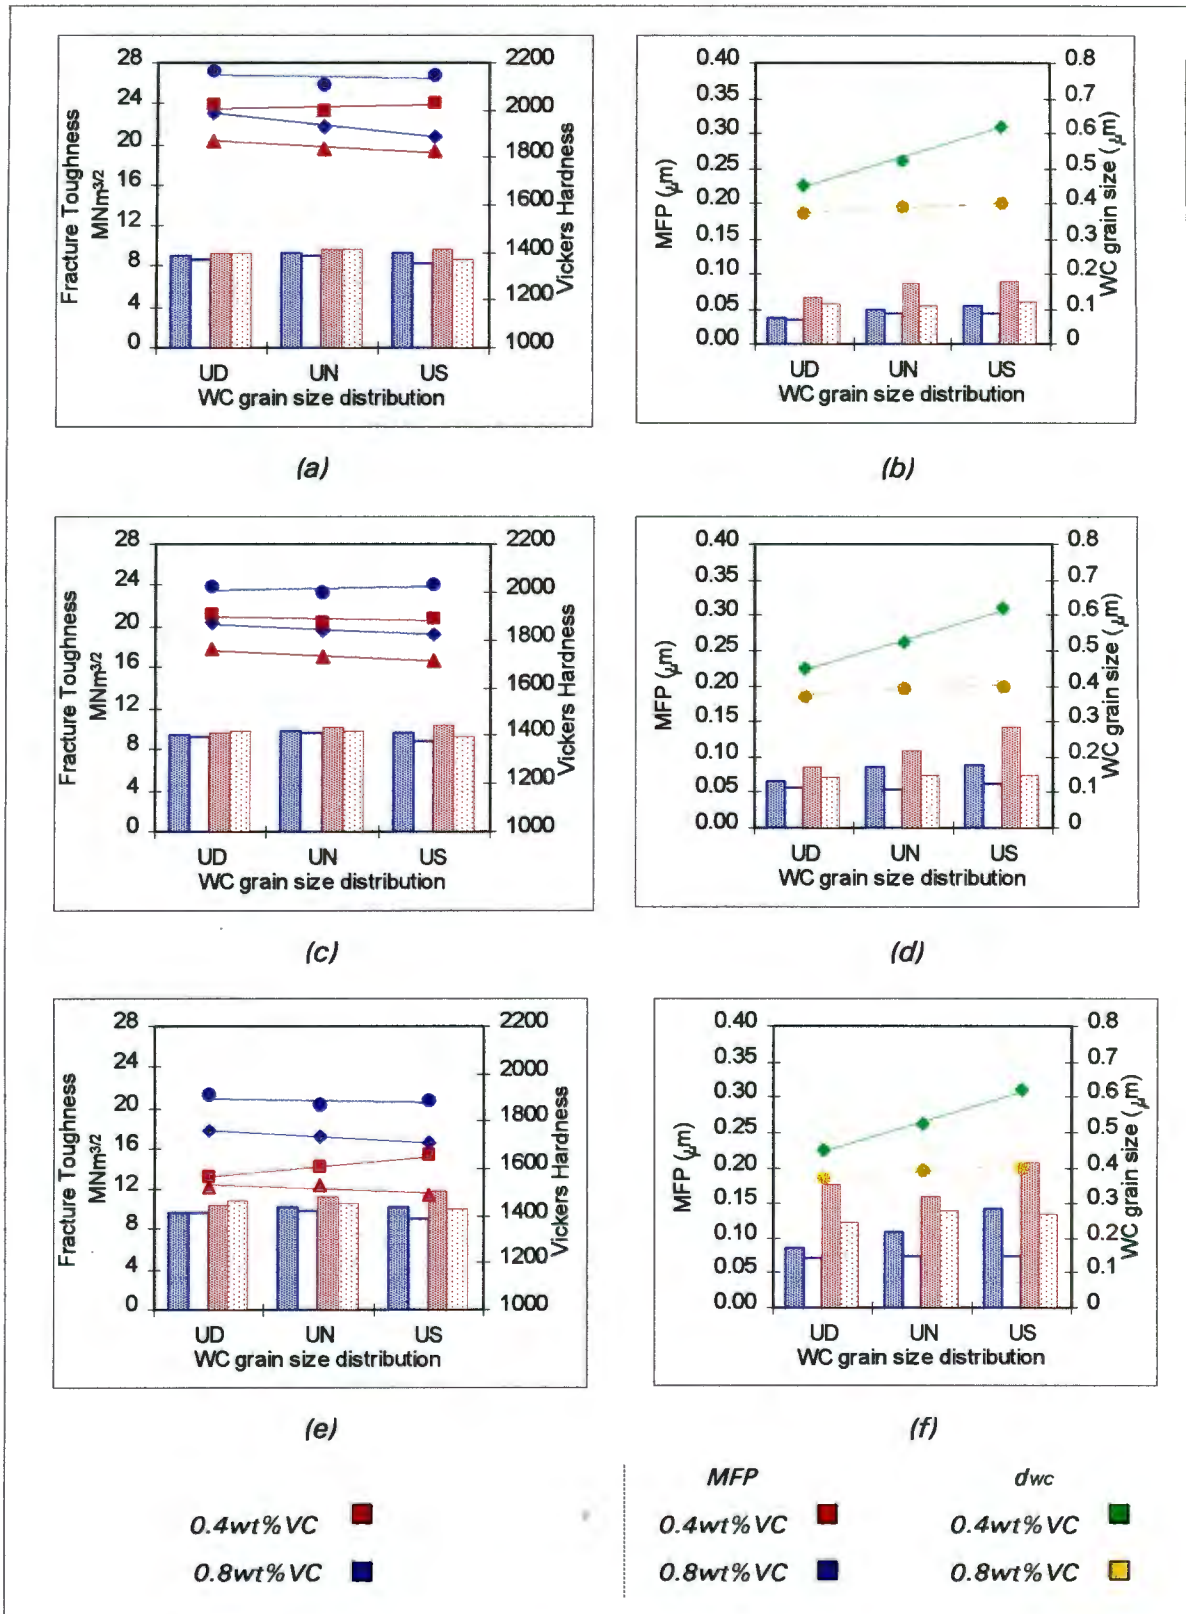 28
24
20
16
12
8
4
0
Fracture Toughness
MNm3/2
2200
2000
1800
1600
1400
1200
1000
Vickers Hardness
UD UN US
WC grain size distribution
(a)
0.40
0.35
0.30
0.25
0.20
0.15
0.10
0.05
0.00
MFP (µm)
0.8
0.7
0.6
0.5
0.4
0.3
0.2
0.1
0
WC grain size (µm)
UD UN US
WC grain size distribution
(b)
28
24
20
16
12
8
4
0
Fracture Toughness
MNm3/2
2200
2000
1800
1600
1400
1200
1000
Vickers Hardness
UD UN US
WC grain size distribution
(c)
0.40
0.35
0.30
0.25
0.20
0.15
0.10
0.05
0.00
MFP (µm)
0.8
0.7
0.6
0.5
0.4
0.3
0.2
0.1
0
WC grain size (µm)
UD UN US
WC grain size distribution
(d)
28
24
20
16
12
8
4
0
Fracture Toughness
MNm3/2
2200
2000
1800
1600
1400
1200
1000
Vickers Hardness
UD UN US
WC grain size distribution
(e)
0.40
0.35
0.30
0.25
0.20
0.15
0.10
0.05
0.00
MFP (µm)
0.8
0.7
0.6
0.5
0.4
0.3
0.2
0.1
0
WC grain size (µm)
UD UN US
WC grain size distribution
(f)
0.4wt%VC
0.8wt%VC
MFP dwc
0.4wt%VC 0.4wt%VC
0.8wt%VC 0.8wt%VC